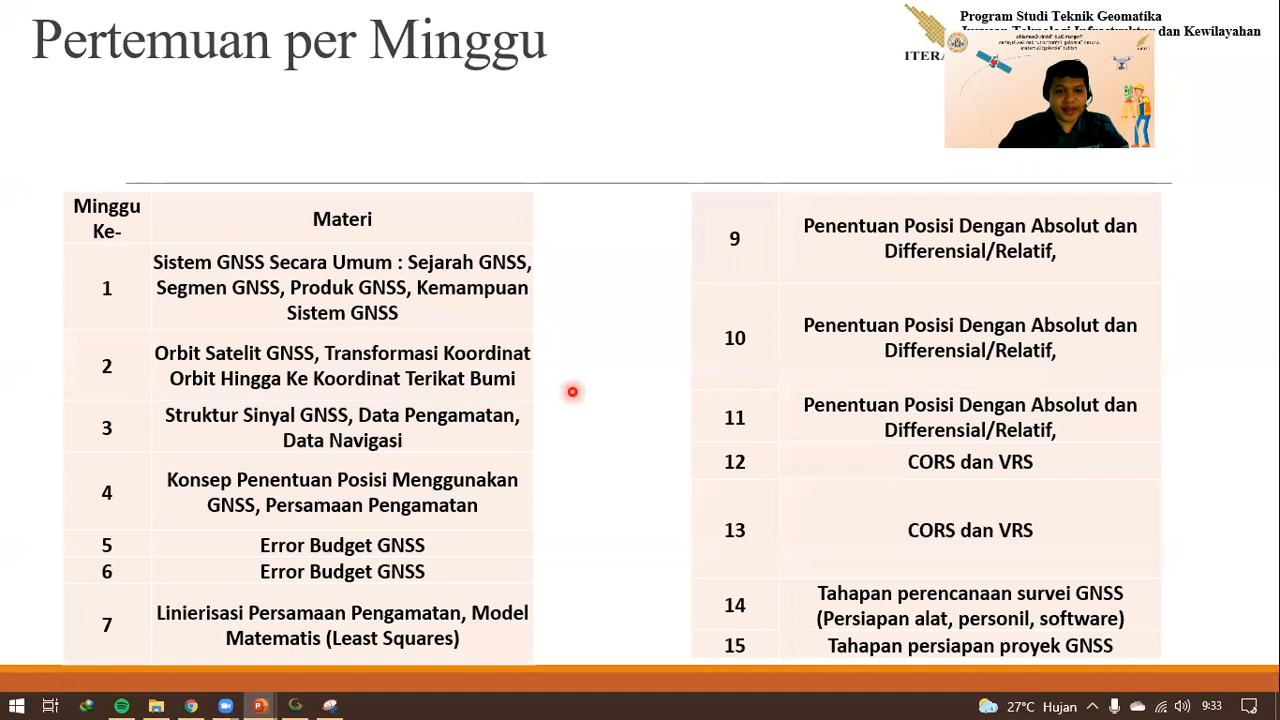 Pertemuan per Minggu
Program Studi Teknik Geomatika
dan Kewilayahan
ITERA
Minggu
Ke-
Materi
1
Sistem GNSS Secara Umum : Sejarah GNSS,
Segmen GNSS, Produk GNSS, Kemampuan
Sistem GNSS
2
Orbit Satelit GNSS, Transformasi Koordinat
Orbit Hingga Ke Koordinat Terikat Bumi
3
Struktur Sinyal GNSS, Data Pengamatan,
Data Navigasi
4
Konsep Penentuan Posisi Menggunakan
GNSS, Persamaan Pengamatan
5
Error Budget GNSS
6
Error Budget GNSS
7
Linierisasi Persamaan Pengamatan, Model
Matematis (Least Squares)
9
Penentuan Posisi Dengan Absolut dan
Differensial/Relatif,
10
Penentuan Posisi Dengan Absolut dan
Differensial/Relatif,
11
Penentuan Posisi Dengan Absolut dan
Differensial/Relatif,
12
CORS dan VRS
13
CORS dan VRS
14
Tahapan perencanaan survei GNSS
(Persiapan alat, personil, software)
15
Tahapan persiapan proyek GNSS
27°C Hujan
9:33